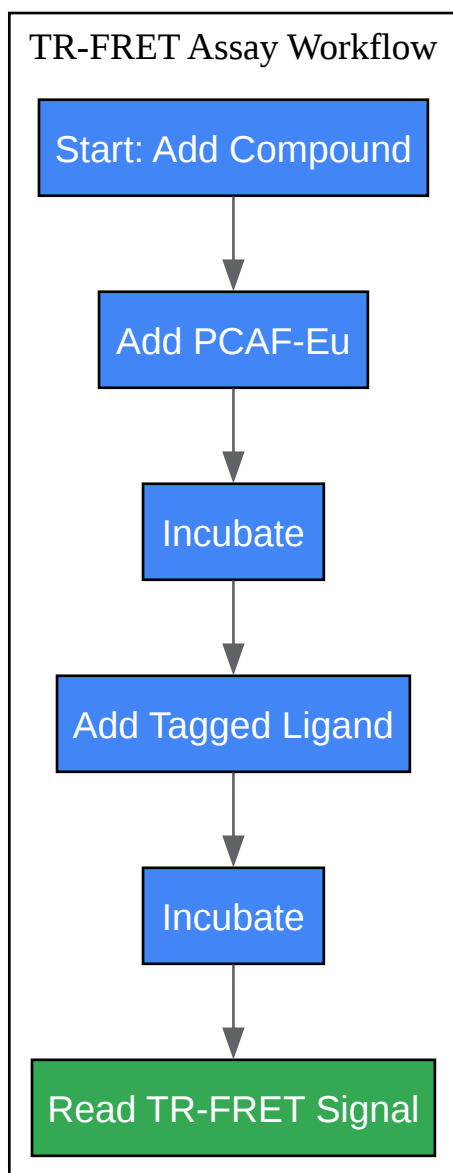 TR-FRET Assay Workflow
Start: Add Compound
Add PCAF-Eu
Incubate
Add Tagged Ligand
Incubate
Read TR-FRET Signal